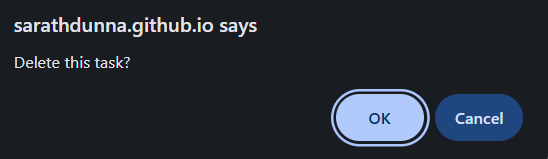 sarathdunna.github.io says
Delete this task?
OK
Cancel